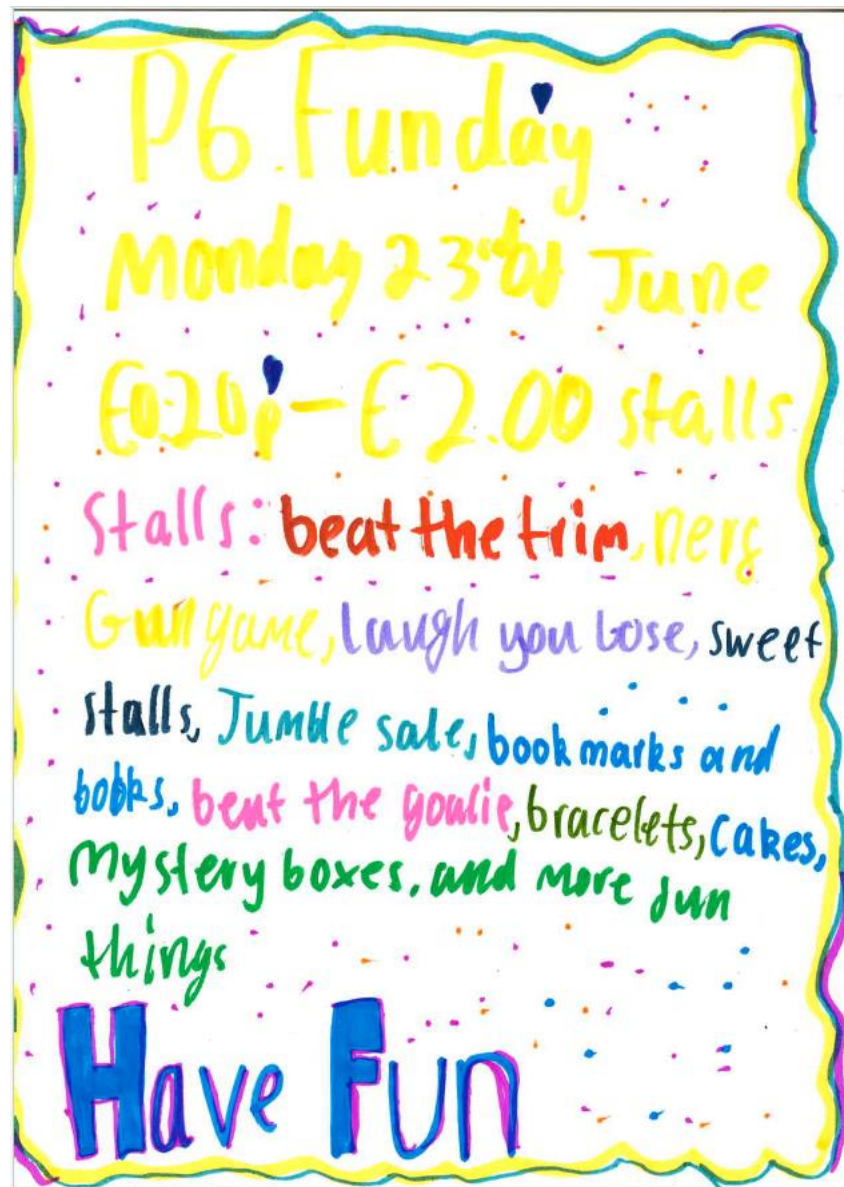 P6 Funday
Monday 23rd of June
£0.20p - £2.00 stalls
Stalls: beat the trim, nerf
Gun game, laugh you lose, sweet
stalls, Jumble sale, book marks and
books, beat the goalie, bracelets, cakes,
Mystery boxes, and more fun
things
Have Fun